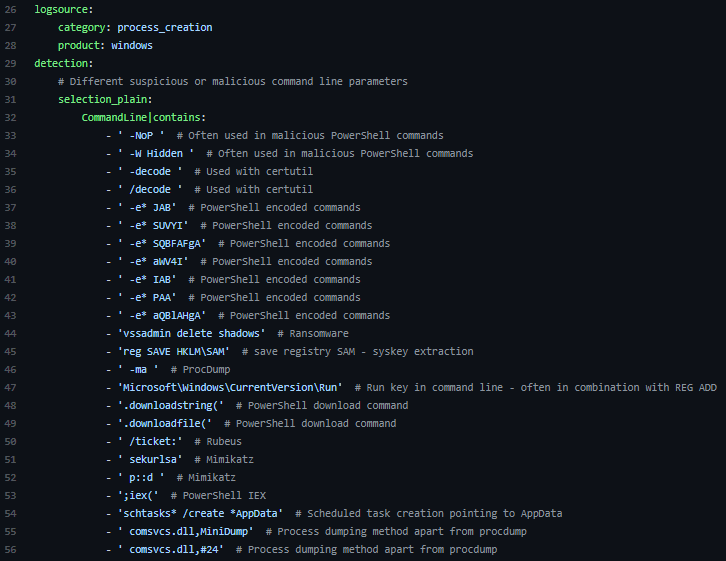 26 logsource:
27     category: process_creation
28     product: windows
29 detection:
30     # Different suspicious or malicious command line parameters
31     selection_plain:
32         CommandLine|contains:
33             - ' -NoP '  # Often used in malicious PowerShell commands
34             - ' -W Hidden '  # Often used in malicious PowerShell commands
35             - ' -decode '  # Used with certutil
36             - ' /decode '  # Used with certutil
37             - ' -e* JAB'  # PowerShell encoded commands
38             - ' -e* SUVYI'  # PowerShell encoded commands
39             - ' -e* SQBFAFgA'  # PowerShell encoded commands
40             - ' -e* aWV4I'  # PowerShell encoded commands
41             - ' -e* IAB'  # PowerShell encoded commands
42             - ' -e* PAA'  # PowerShell encoded commands
43             - ' -e* aQBlAHgA'  # PowerShell encoded commands
44             - 'vssadmin delete shadows'  # Ransomware
45             - 'reg SAVE HKLM\SAM'  # save registry SAM - syskey extraction
46             - ' -ma '  # ProcDump
47             - 'Microsoft\Windows\CurrentVersion\Run'  # Run key in command line - often in combination with REG ADD
48             - '.downloadstring('  # PowerShell download command
49             - '.downloadfile('  # PowerShell download command
50             - ' /ticket:'  # Rubeus
51             - ' sekurlsa'  # Mimikatz
52             - ' p::d '  # Mimikatz
53             - ';iex('  # PowerShell IEX
54             - 'schtasks* /create *AppData'  # Scheduled task creation pointing to AppData
55             - ' comsvcs.dll,MiniDump'  # Process dumping method apart from procdump
56             - ' comsvcs.dll,#24'  # Process dumping method apart from procdump